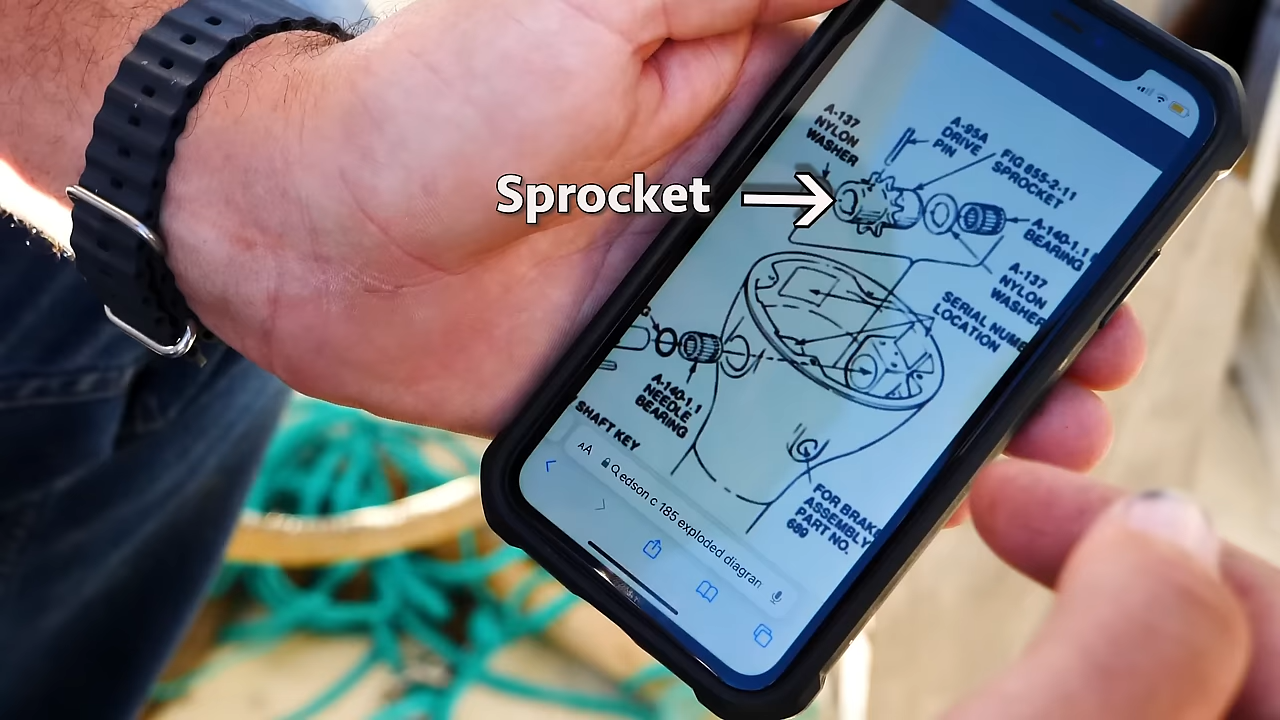 Sprocket
A-137
NYLON
WASHER
A-95A
DRIVE
PIN
FIG 855-2-11
SPROCKET
A-140-1.1
BEARING
A-137
NYLON
WASHER
SERIAL NUMB
LOCATION
A-140-1.1
NEEDLE
BEARING
SHAFT KEY
FOR BRAKE
ASSEMBLY
PART NO.
689
AA
edson c 185 exploded diagran